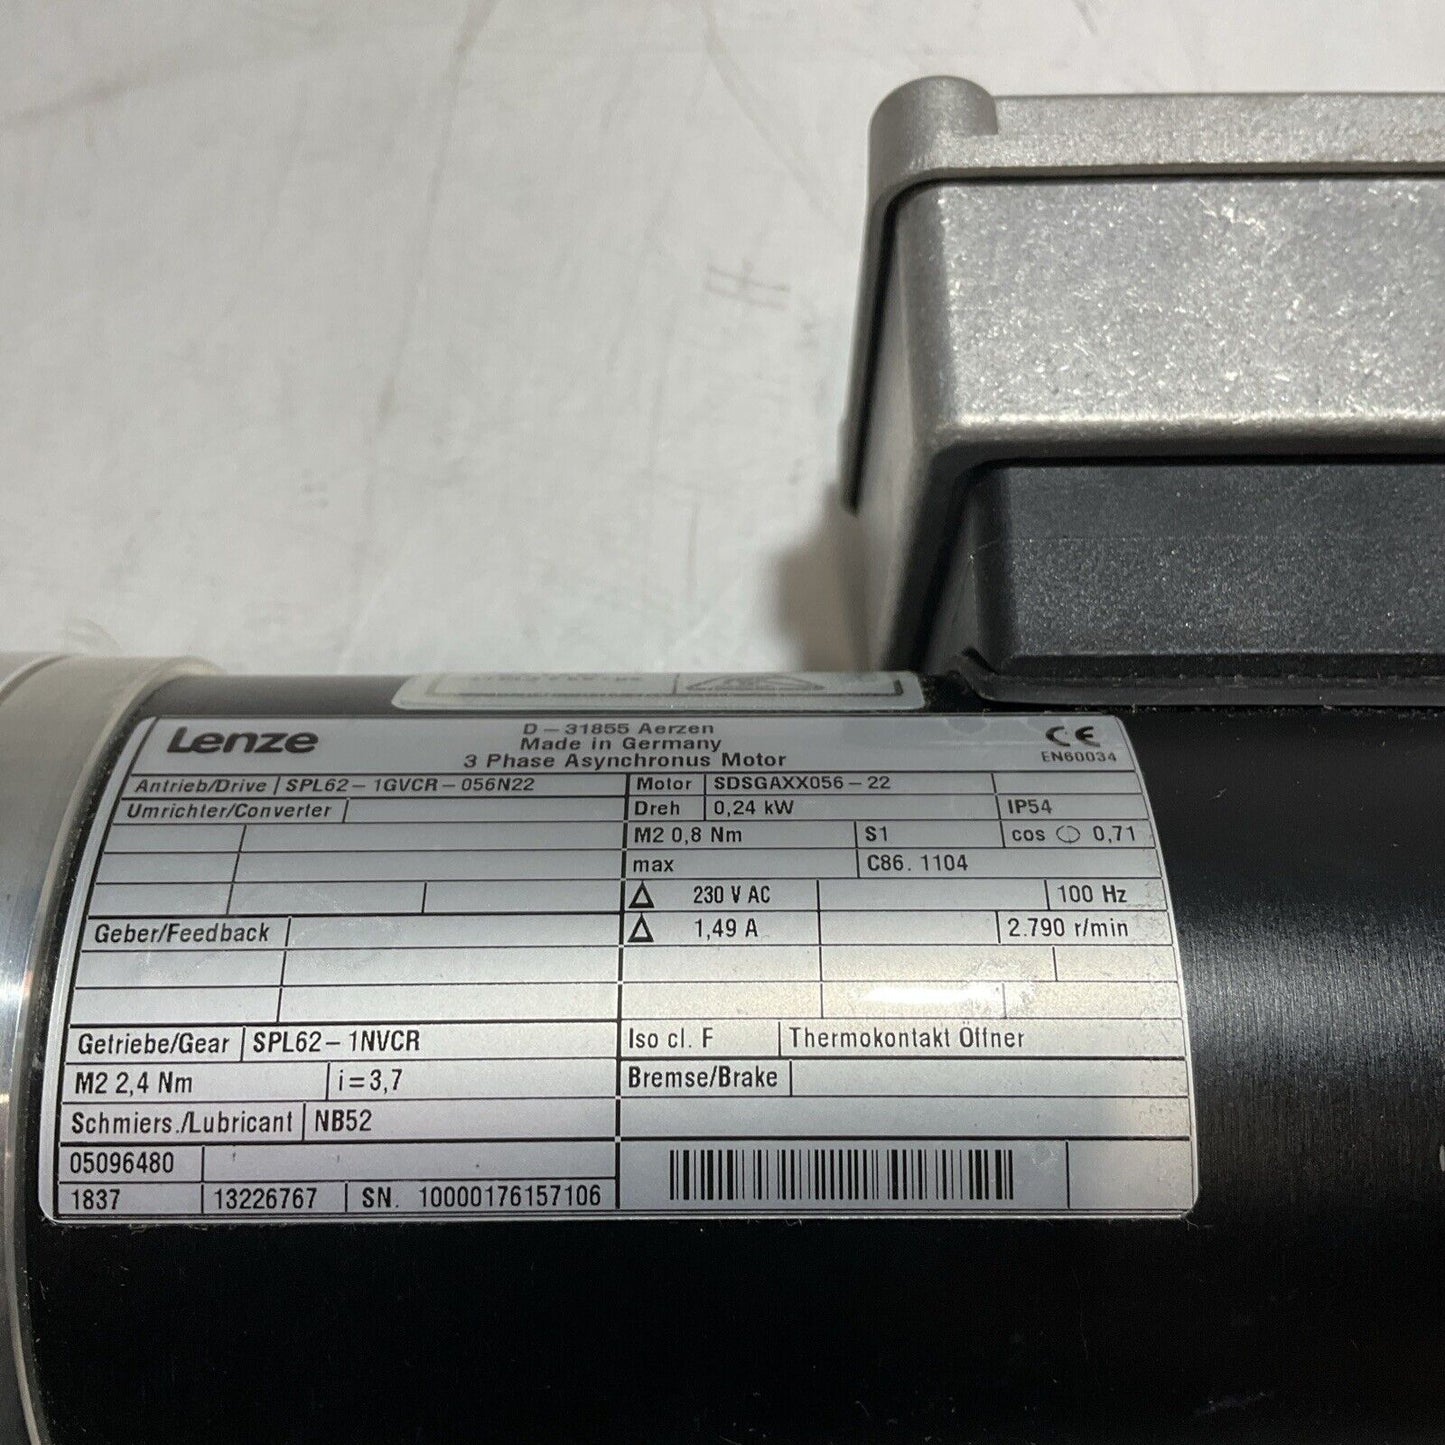 Lenze
D-31855 Aerzen
Made in Germany
3 Phase Asynchronus Motor
CE
EN60034
Antrieb/Drive SPL62-1GVCR-056N22
Umrichter/Converter
Geber/Feedback
Getriebe/Gear SPL62-1NVCR
M2 2,4 Nm i=3,7
Schmiers./Lubricant NB52
05096480
1837 13226767 SN. 10000176157106
Motor SDSGAXX056-22
Dreh 0,24 kW IP54
M2 0,8 Nm S1 cos φ 0,71
max C86. 1104
Δ 230 V AC 100 Hz
Δ 1,49 A 2.790 r/min
Iso cl. F Thermokontakt Öffner
Bremse/Brake